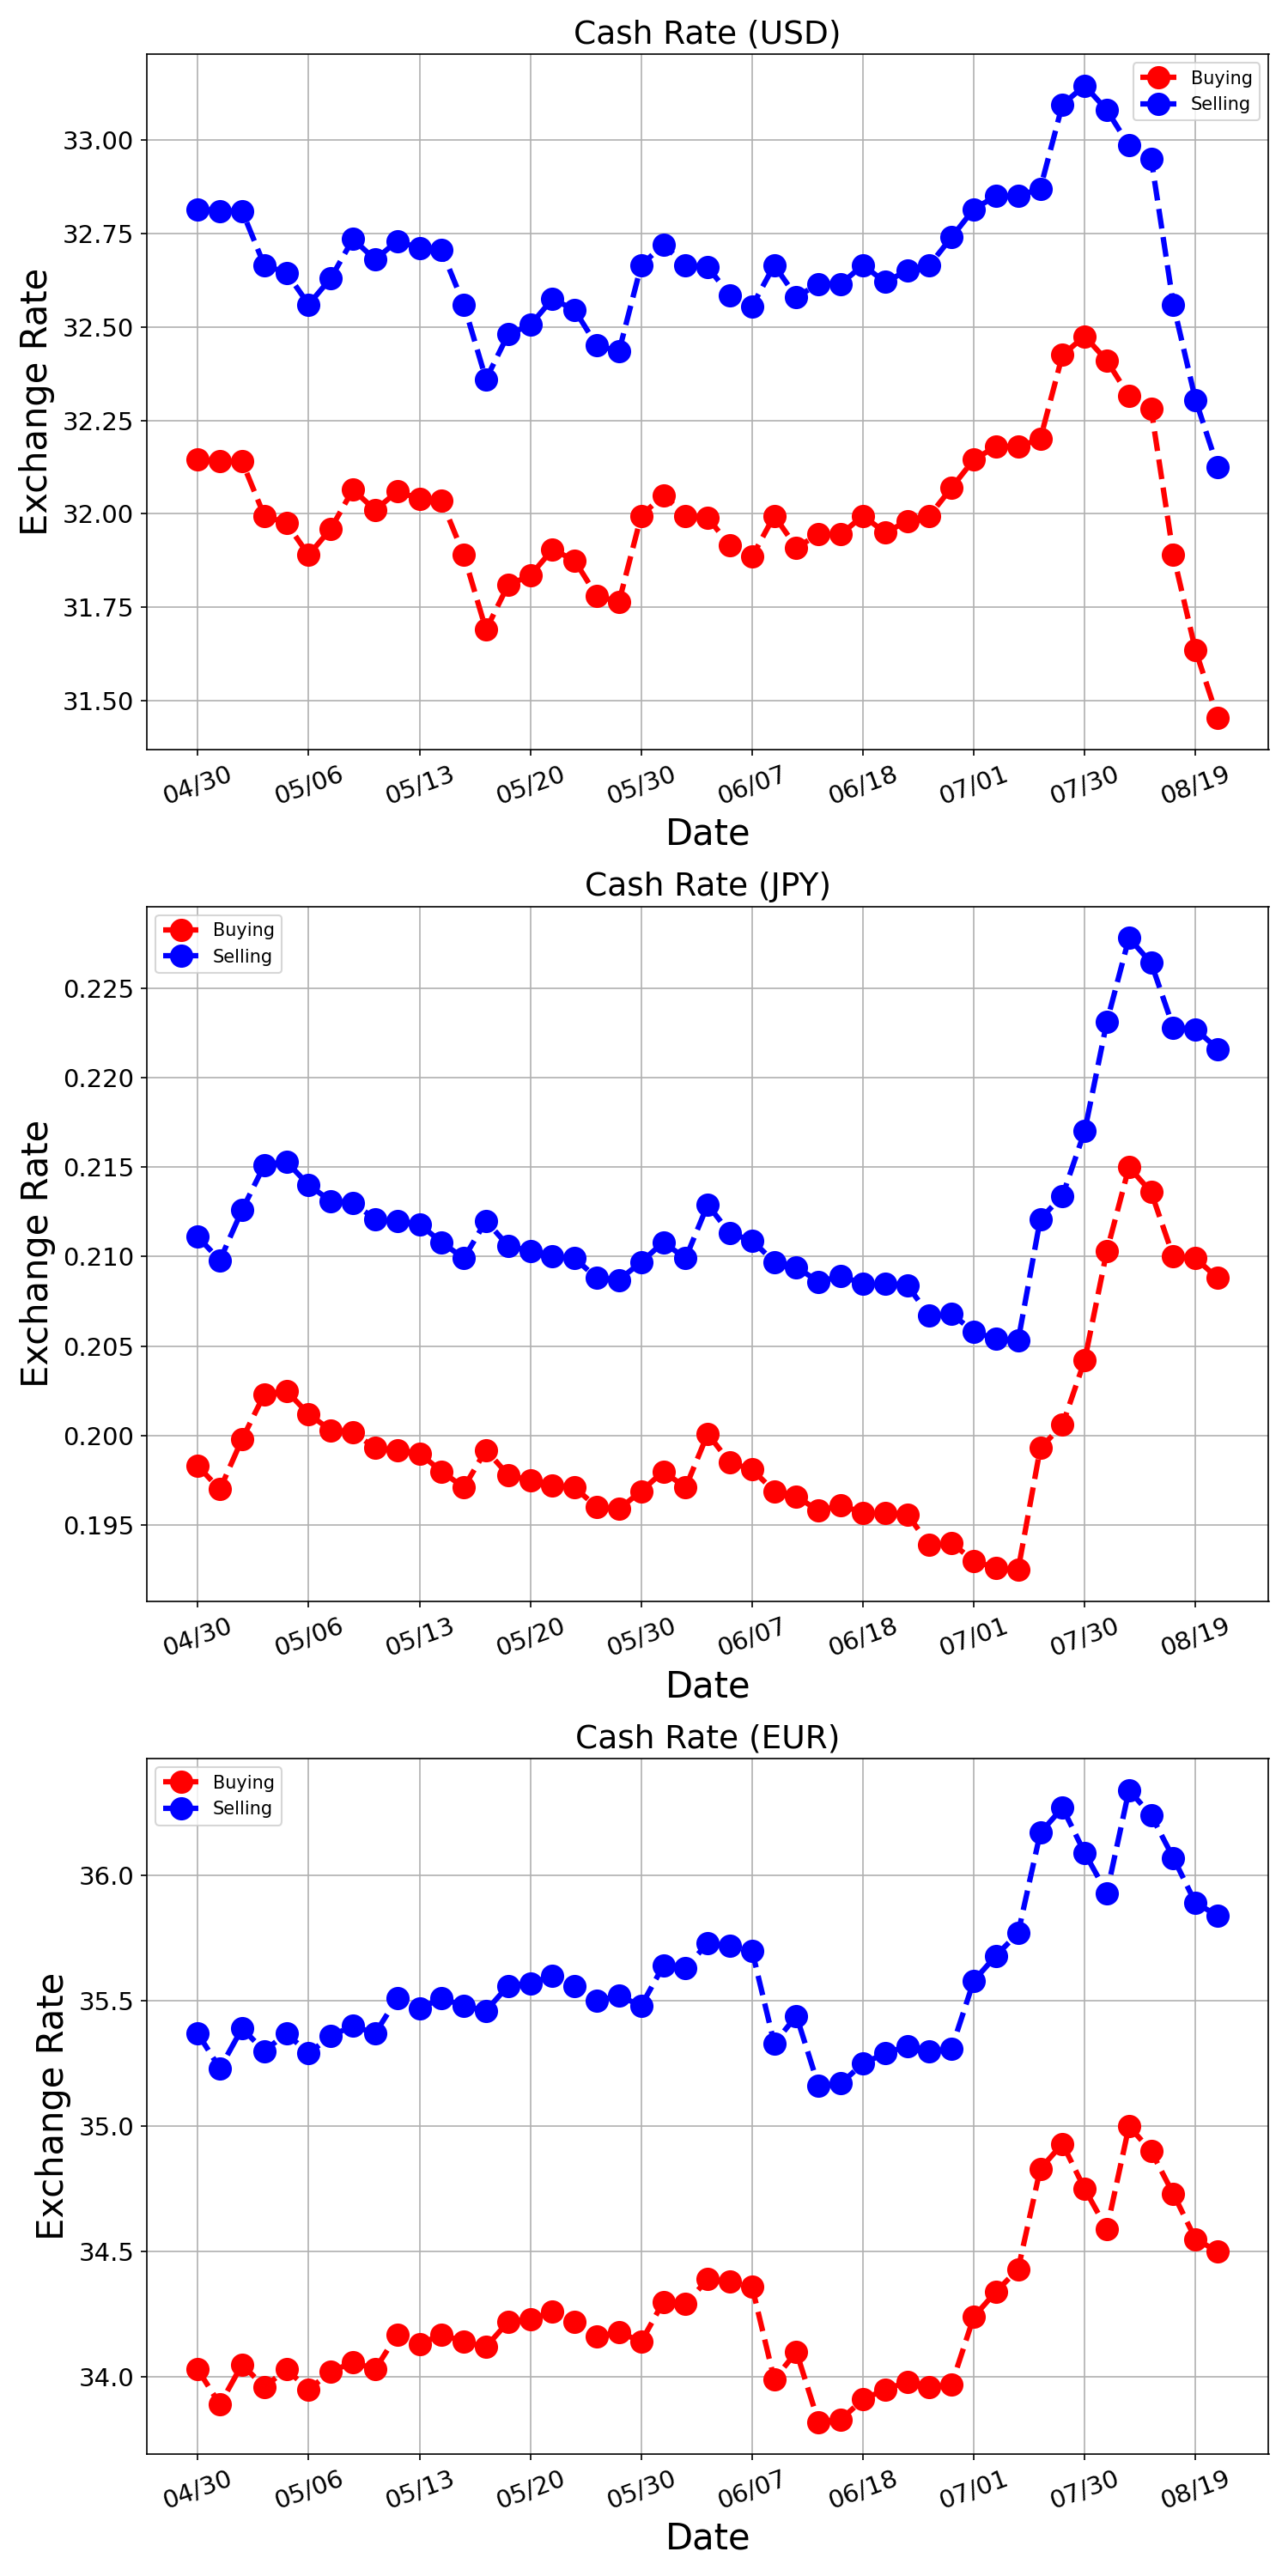 Cash Rate (USD)
Buying
Selling
33.00
32.75
32.50
32.25
32.00
31.75
31.50
Exchange Rate
04/30 05/06 05/13 05/20 05/30 06/07 06/18 07/01 07/30 08/19
Date
Cash Rate (JPY)
Buying
Selling
0.225
0.220
0.215
0.210
0.205
0.200
0.195
Exchange Rate
04/30 05/06 05/13 05/20 05/30 06/07 06/18 07/01 07/30 08/19
Date
Cash Rate (EUR)
Buying
Selling
36.0
35.5
35.0
34.5
34.0
Exchange Rate
04/30 05/06 05/13 05/20 05/30 06/07 06/18 07/01 07/30 08/19
Date